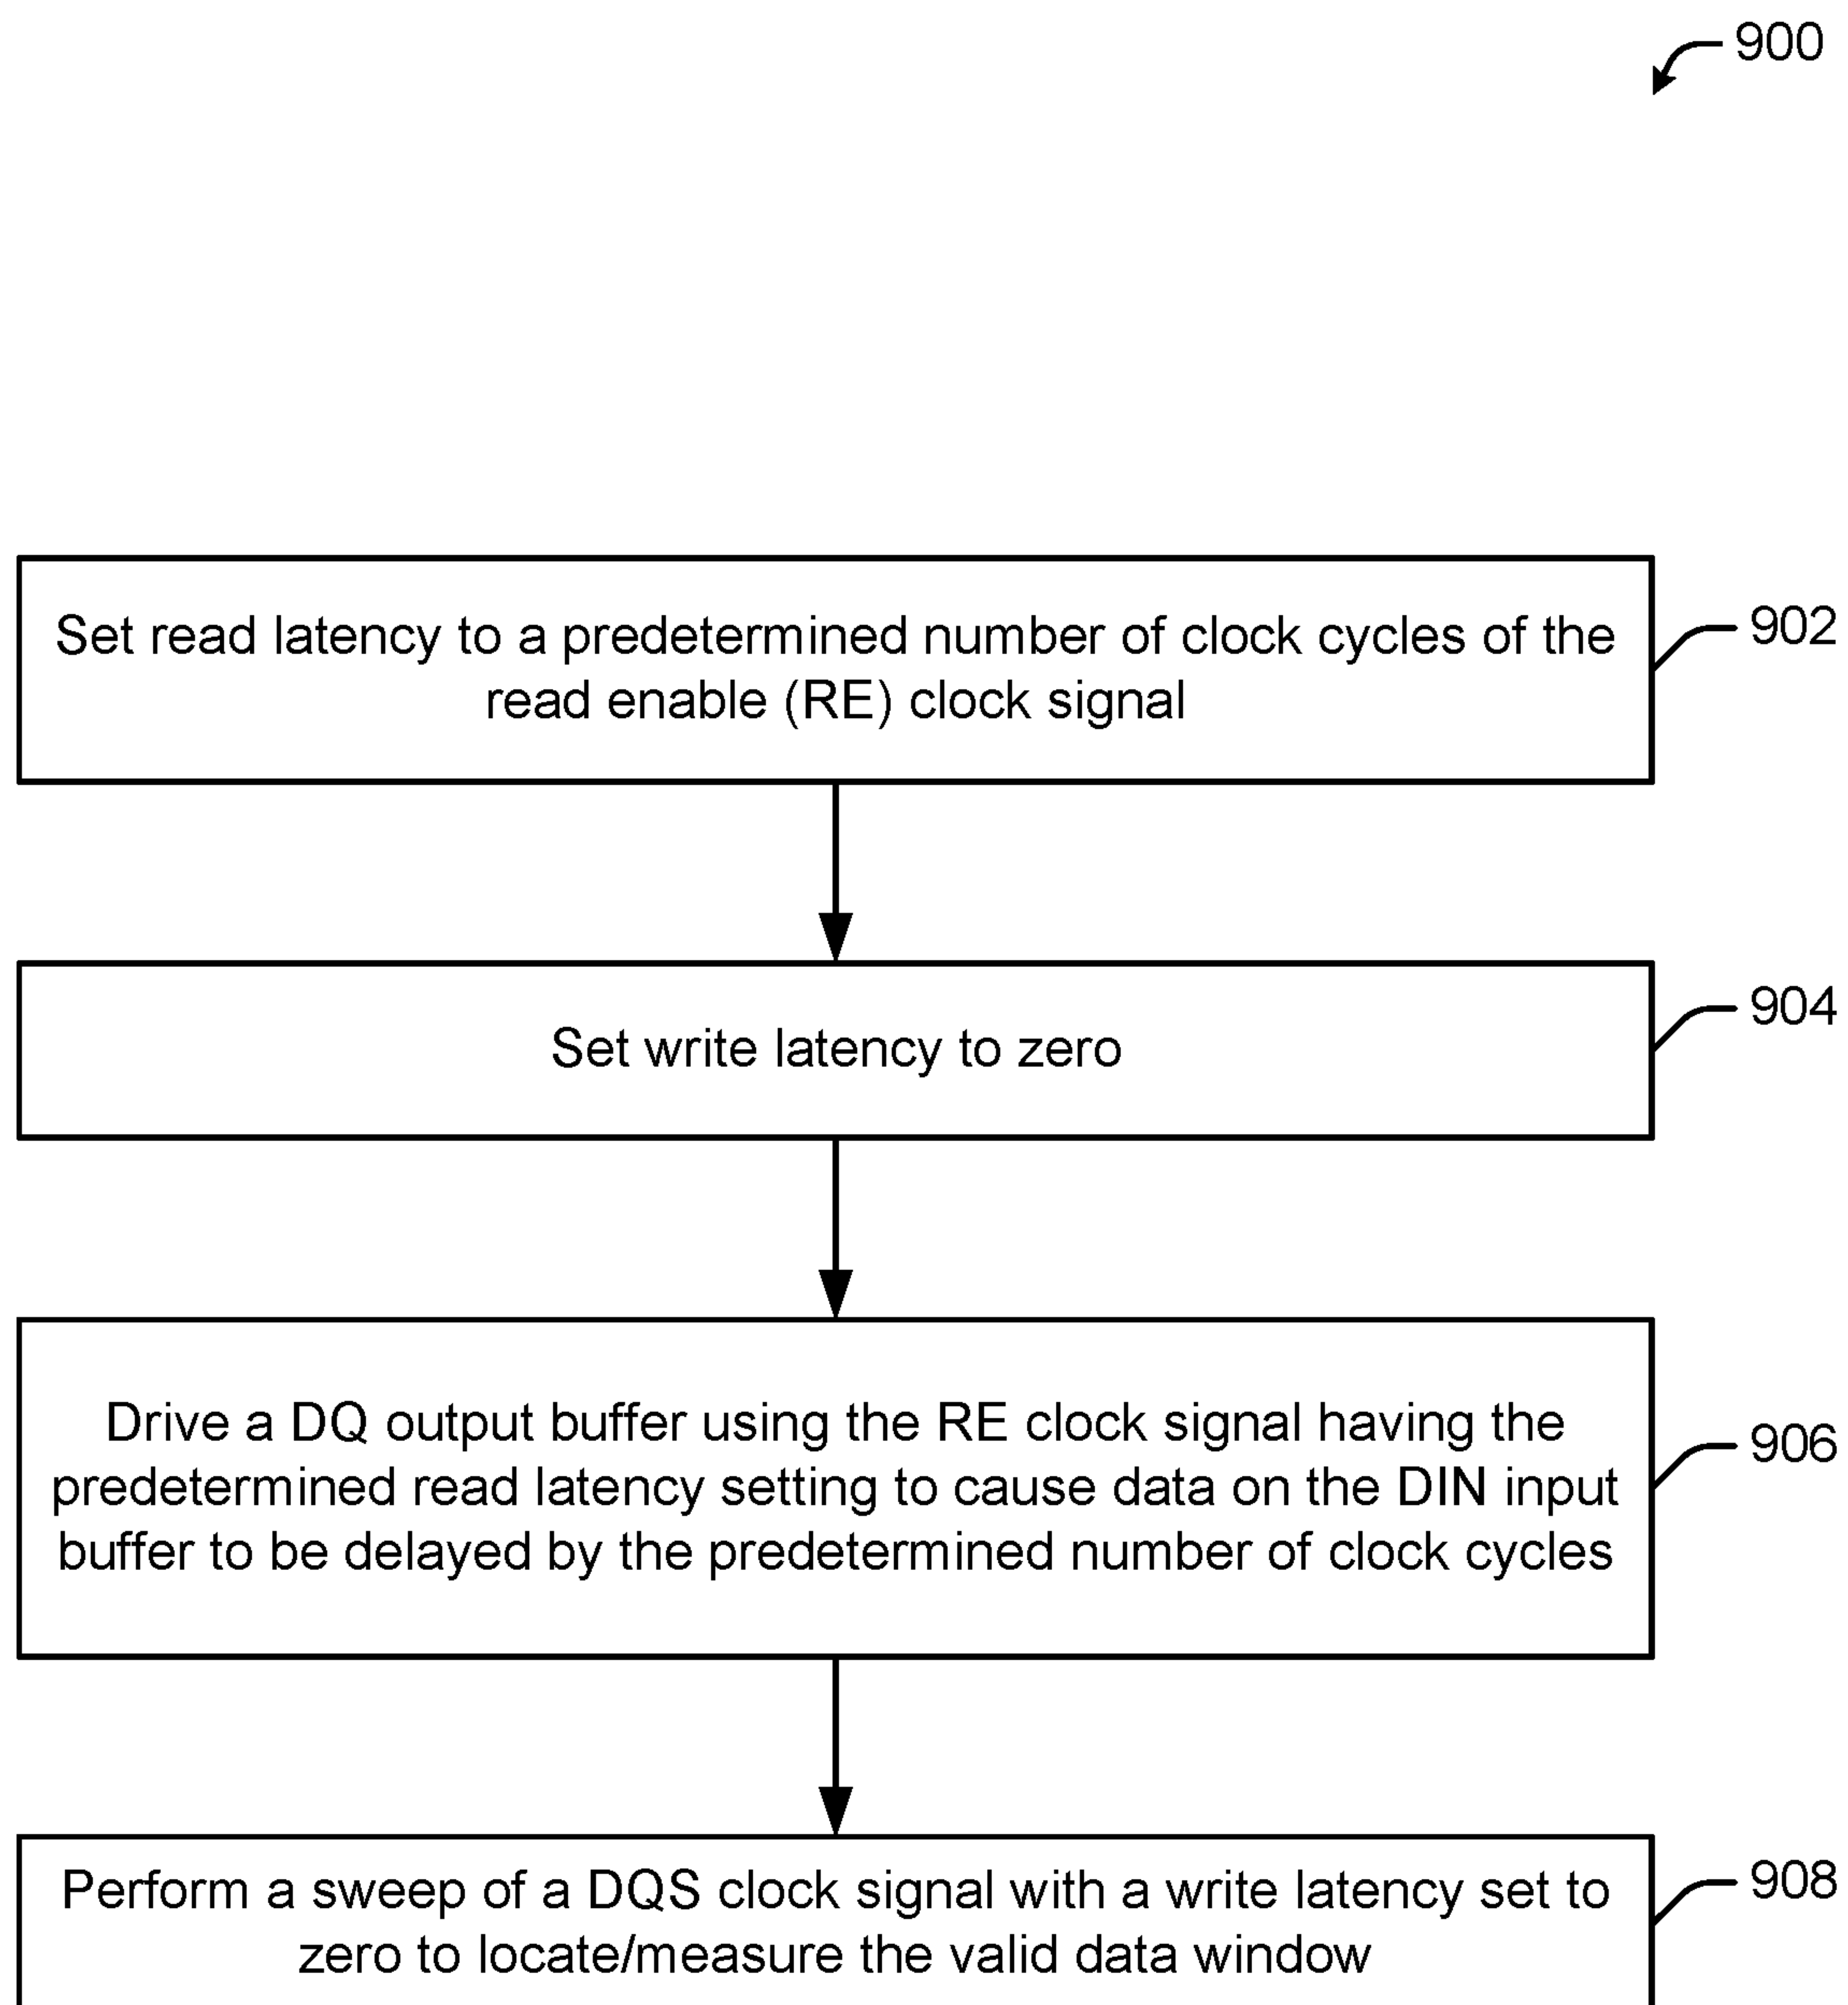 900
Set read latency to a predetermined number of clock cycles of the
read enable (RE) clock signal
902
Set write latency to zero
904
Drive a DQ output buffer using the RE clock signal having the
predetermined read latency setting to cause data on the DIN input
buffer to be delayed by the predetermined number of clock cycles
906
Perform a sweep of a DQS clock signal with a write latency set to
zero to locate/measure the valid data window
908